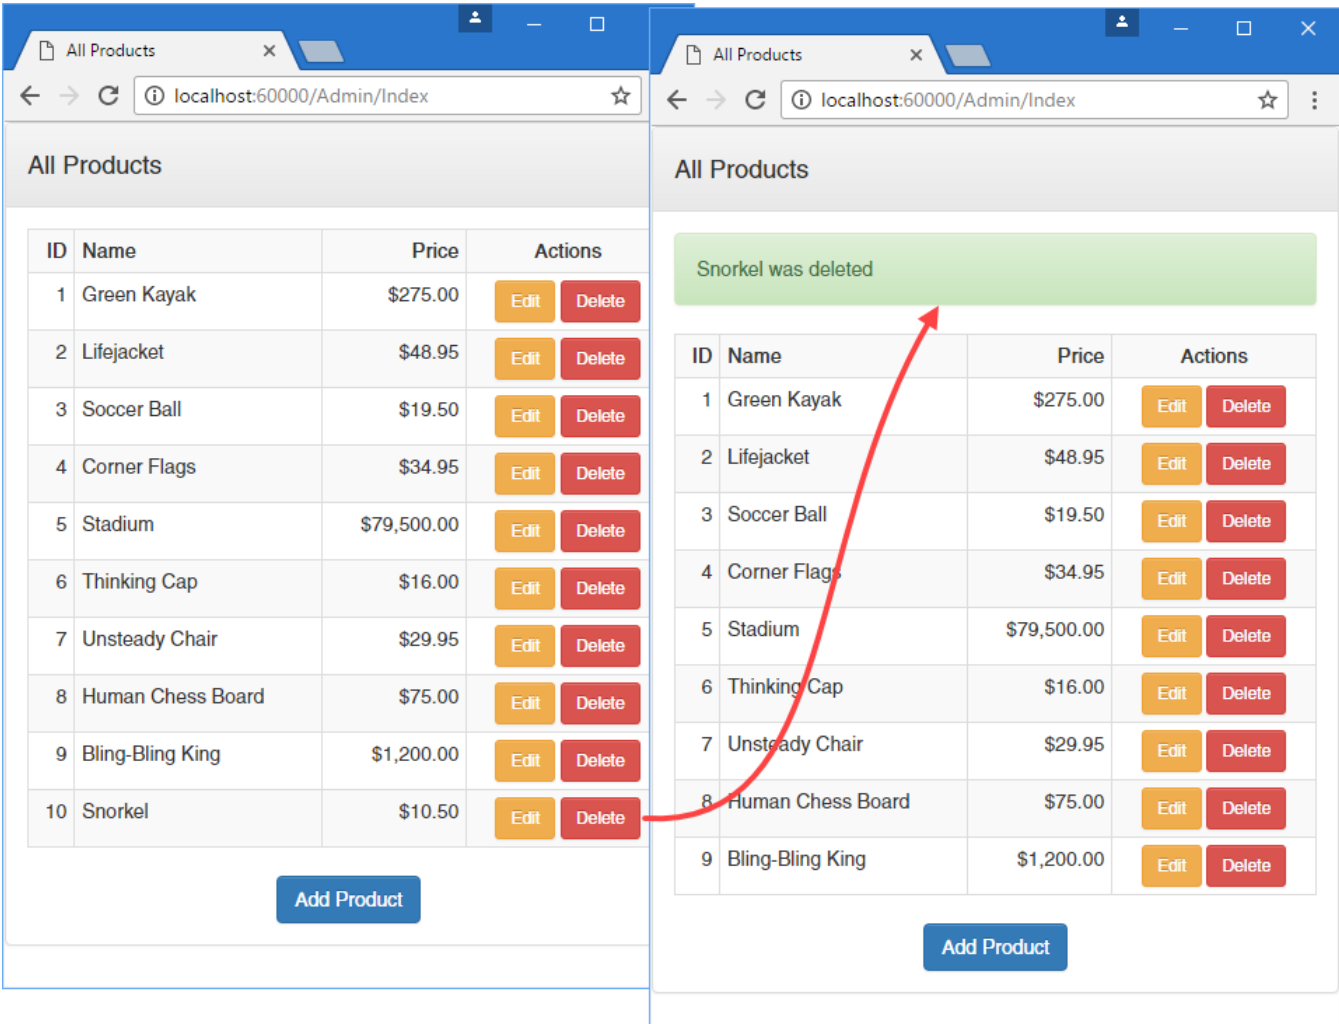 All Products
localhost:60000/Admin/Index
All Products
ID Name Price Actions
1 Green Kayak $275.00 Edit Delete
2 Lifejacket $48.95 Edit Delete
3 Soccer Ball $19.50 Edit Delete
4 Corner Flags $34.95 Edit Delete
5 Stadium $79,500.00 Edit Delete
6 Thinking Cap $16.00 Edit Delete
7 Unsteady Chair $29.95 Edit Delete
8 Human Chess Board $75.00 Edit Delete
9 Bling-Bling King $1,200.00 Edit Delete
10 Snorkel $10.50 Edit Delete
Add Product
All Products
localhost:60000/Admin/Index
All Products
Snorkel was deleted
ID Name Price Actions
1 Green Kayak $275.00 Edit Delete
2 Lifejacket $48.95 Edit Delete
3 Soccer Ball $19.50 Edit Delete
4 Corner Flags $34.95 Edit Delete
5 Stadium $79,500.00 Edit Delete
6 Thinking Cap $16.00 Edit Delete
7 Unsteady Chair $29.95 Edit Delete
8 Human Chess Board $75.00 Edit Delete
9 Bling-Bling King $1,200.00 Edit Delete
Add Product